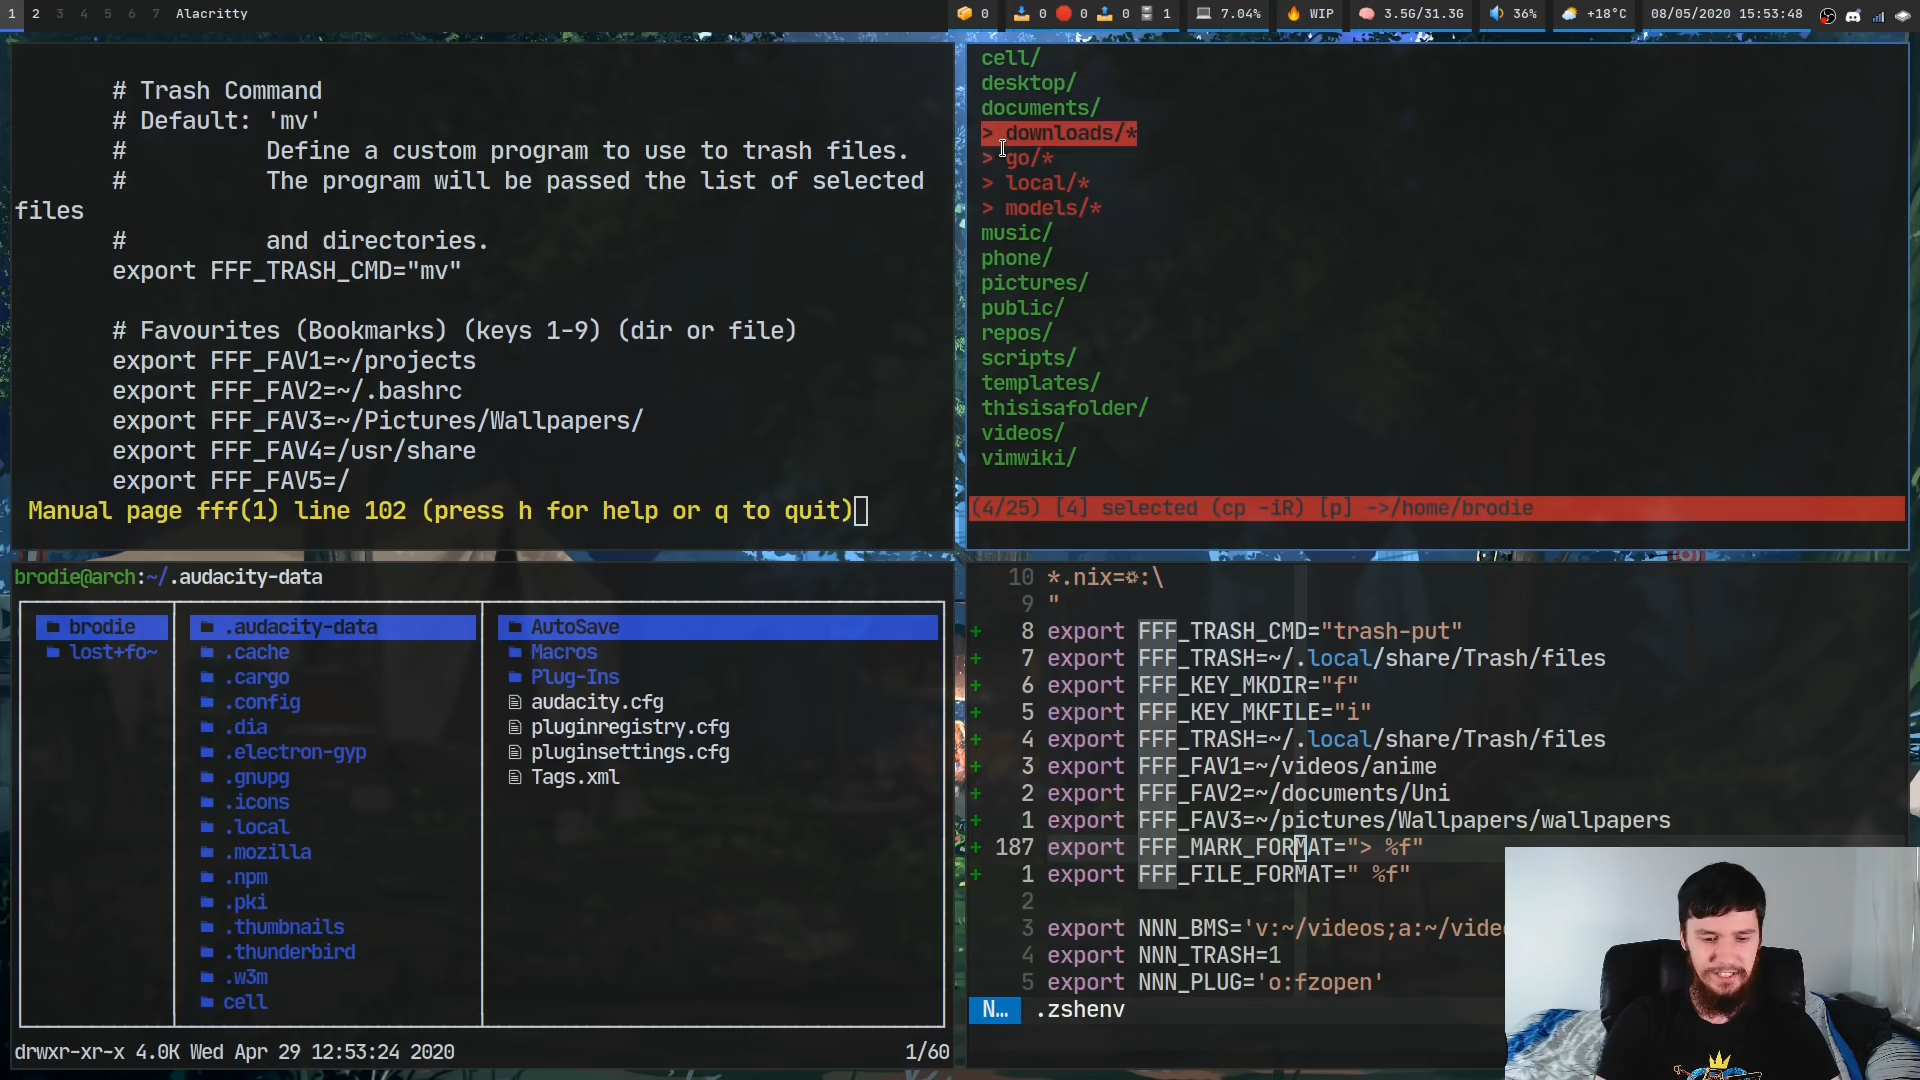 1 2 3 4 5 6 7 Alacritty
0 0 0 0 1 7.04% WIP 3.5G/31.3G 36% +18°C 08/05/2020 15:53:48
# Trash Command
# Default: 'mv'
# Define a custom program to use to trash files.
# The program will be passed the list of selected
files
# and directories.
export FFF_TRASH_CMD="mv"
# Favourites (Bookmarks) (keys 1-9) (dir or file)
export FFF_FAV1=~/projects
export FFF_FAV2=~/.bashrc
export FFF_FAV3=~/Pictures/Wallpapers/
export FFF_FAV4=/usr/share
export FFF_FAV5=/
Manual page fff(1) line 102 (press h for help or q to quit)
cell/
desktop/
documents/
> downloads/*
> go/*
> local/*
> models/*
music/
phone/
pictures/
public/
repos/
scripts/
templates/
thisisafolder/
videos/
vimwiki/
(4/25) [4] selected (cp -iR) [p] ->/home/brodie
brodie@arch:~/.audacity-data
brodie
lost+fo~
.audacity-data
.cache
.cargo
.config
.dia
.electron-gyp
.gnupg
.icons
.local
.mozilla
.npm
.pki
.thumbnails
.thunderbird
.w3m
cell
AutoSave
Macros
Plug-Ins
audacity.cfg
pluginregistry.cfg
pluginsettings.cfg
Tags.xml
drwxr-xr-x 4.0K Wed Apr 29 12:53:24 2020 1/60
10 *.nix=:\
9 "
+ 8 export FFF_TRASH_CMD="trash-put"
+ 7 export FFF_TRASH=~/.local/share/Trash/files
+ 6 export FFF_KEY_MKDIR="f"
+ 5 export FFF_KEY_MKFILE="i"
+ 4 export FFF_TRASH=~/.local/share/Trash/files
+ 3 export FFF_FAV1=~/videos/anime
+ 2 export FFF_FAV2=~/documents/Uni
+ 1 export FFF_FAV3=~/pictures/Wallpapers/wallpapers
+ 187 export FFF_MARK_FORMAT="> %f"
+ 1 export FFF_FILE_FORMAT=" %f"
2
3 export NNN_BMS='v:~/videos;a:~/vide
4 export NNN_TRASH=1
5 export NNN_PLUG='o:fzopen'
N… .zshenv